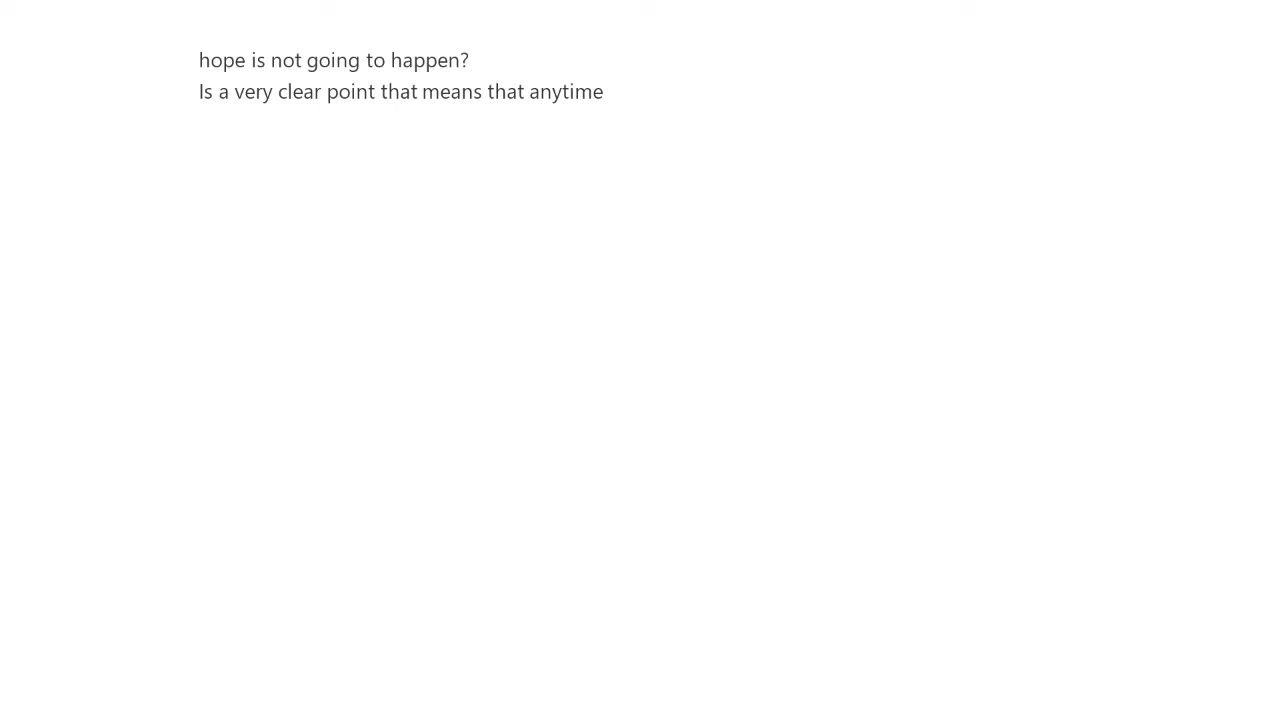 hope is not going to happen?
Is a very clear point that means that anytime